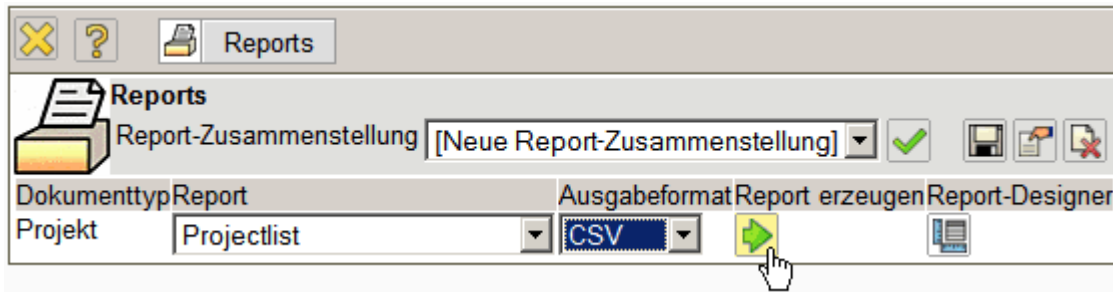 Reports
Reports
Report-Zusammenstellung [Neue Report-Zusammenstellung]
Dokumenttyp Report Ausgabeformat Report erzeugen Report-Designer
Projekt Projectlist CSV